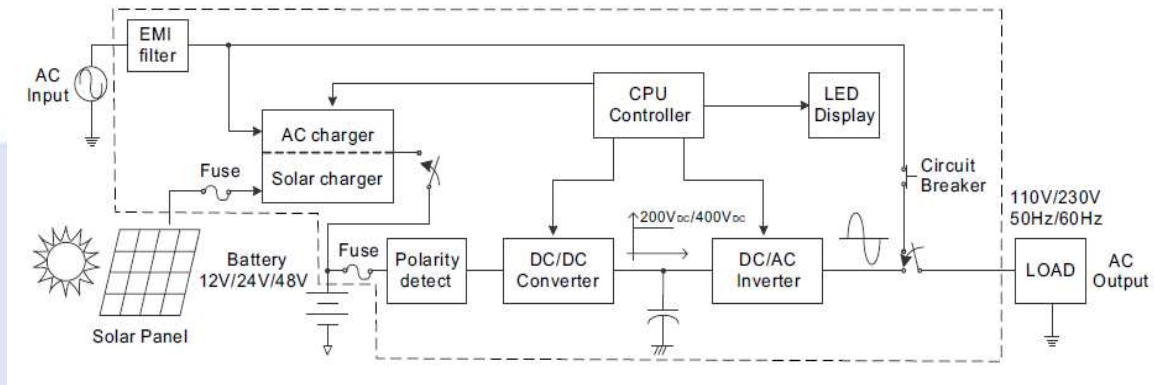 EMI
filter
AC
Input
CPU
Controller
LED
Display
AC charger
Solar charger
Fuse
Circuit
Breaker
110V/230V
50Hz/60Hz
200VDC/400VDC
Battery
12V/24V/48V
Fuse
Polarity
detect
DC/DC
Converter
DC/AC
Inverter
LOAD
AC
Output
Solar Panel